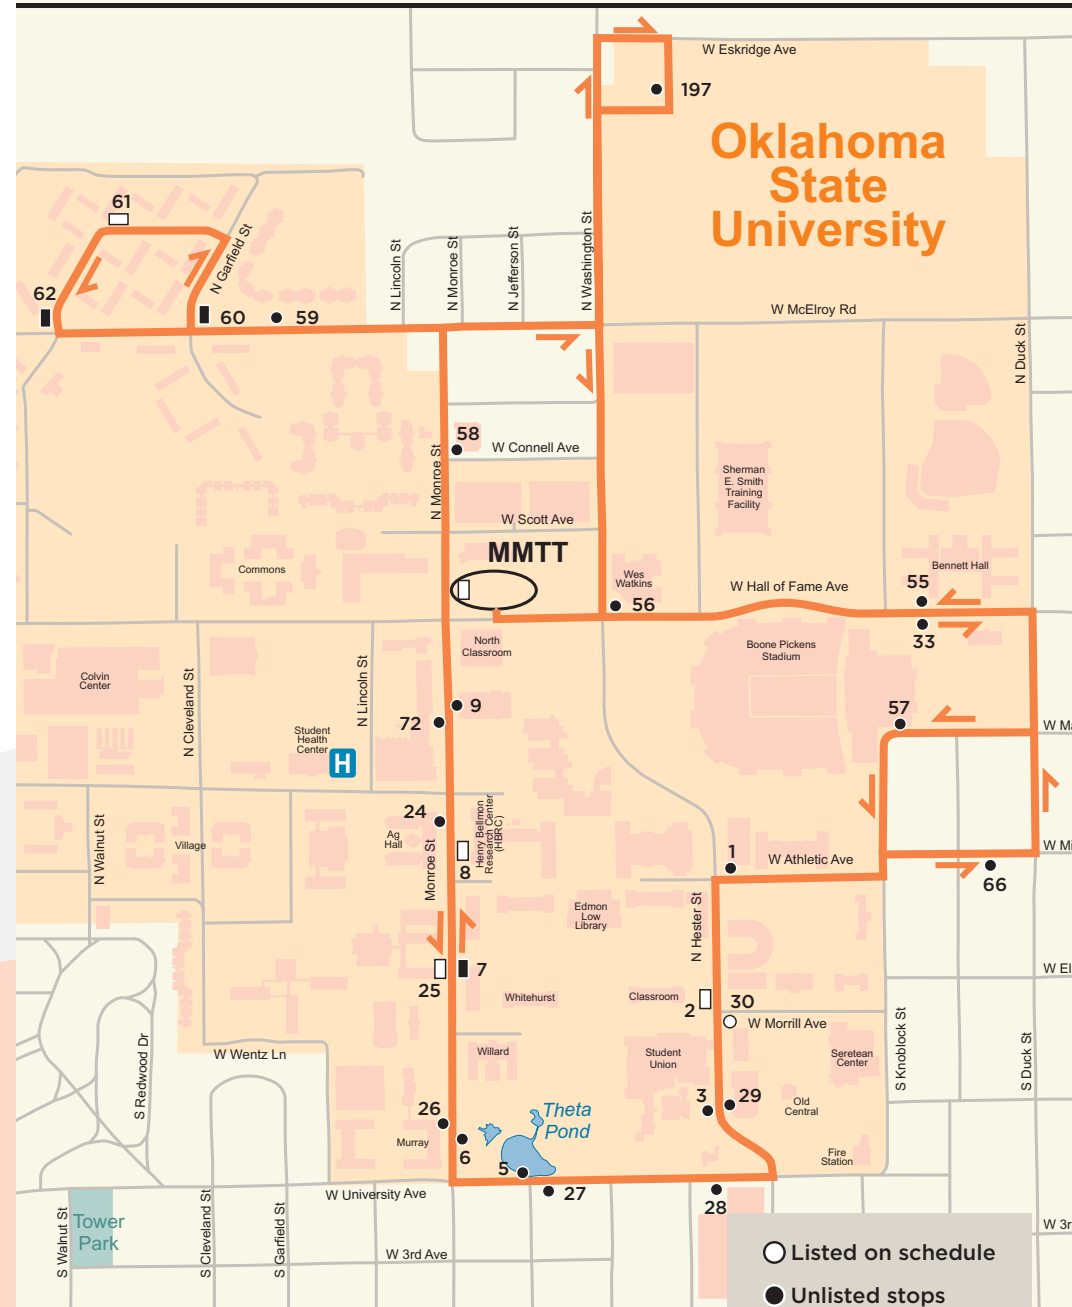 W Eskridge Ave
197
Oklahoma
State
University
61
N Garfield St
N Lincoln St
N Monroe St
N Jefferson St
N Washington St
62
60
59
W McElroy Rd
N Duck St
58
W Connell Ave
N Monroe St
Sherman
E. Smith
Training
Facility
W Scott Ave
MMTT
Commons
Wes
Watkins
Bennett Hall
55
W Hall of Fame Ave
56
33
North
Classroom
Boone Pickens
Stadium
Colvin
Center
N Cleveland St
N Lincoln St
9
72
57
Student
Health
Center
H
W Ma
24
Ag
Hall
Henry Bellmon
Research Center
(HBRC)
N Walnut St
Village
Monroe St
8
1
W Athletic Ave
W Mi
66
Edmon
Low
Library
N Hester St
25
7
W El
Whitehurst
Classroom
2
30
W Morrill Ave
S Redwood Dr
W Wentz Ln
Willard
Student
Union
Seretean
Center
S Knoblock St
S Duck St
26
Theta
Pond
3
29
Old
Central
Murray
6
5
Fire
Station
W University Ave
27
28
S Walnut St
Tower
Park
S Cleveland St
S Garfield St
W 3rd Ave
W 3r
Listed on schedule
Unlisted stops